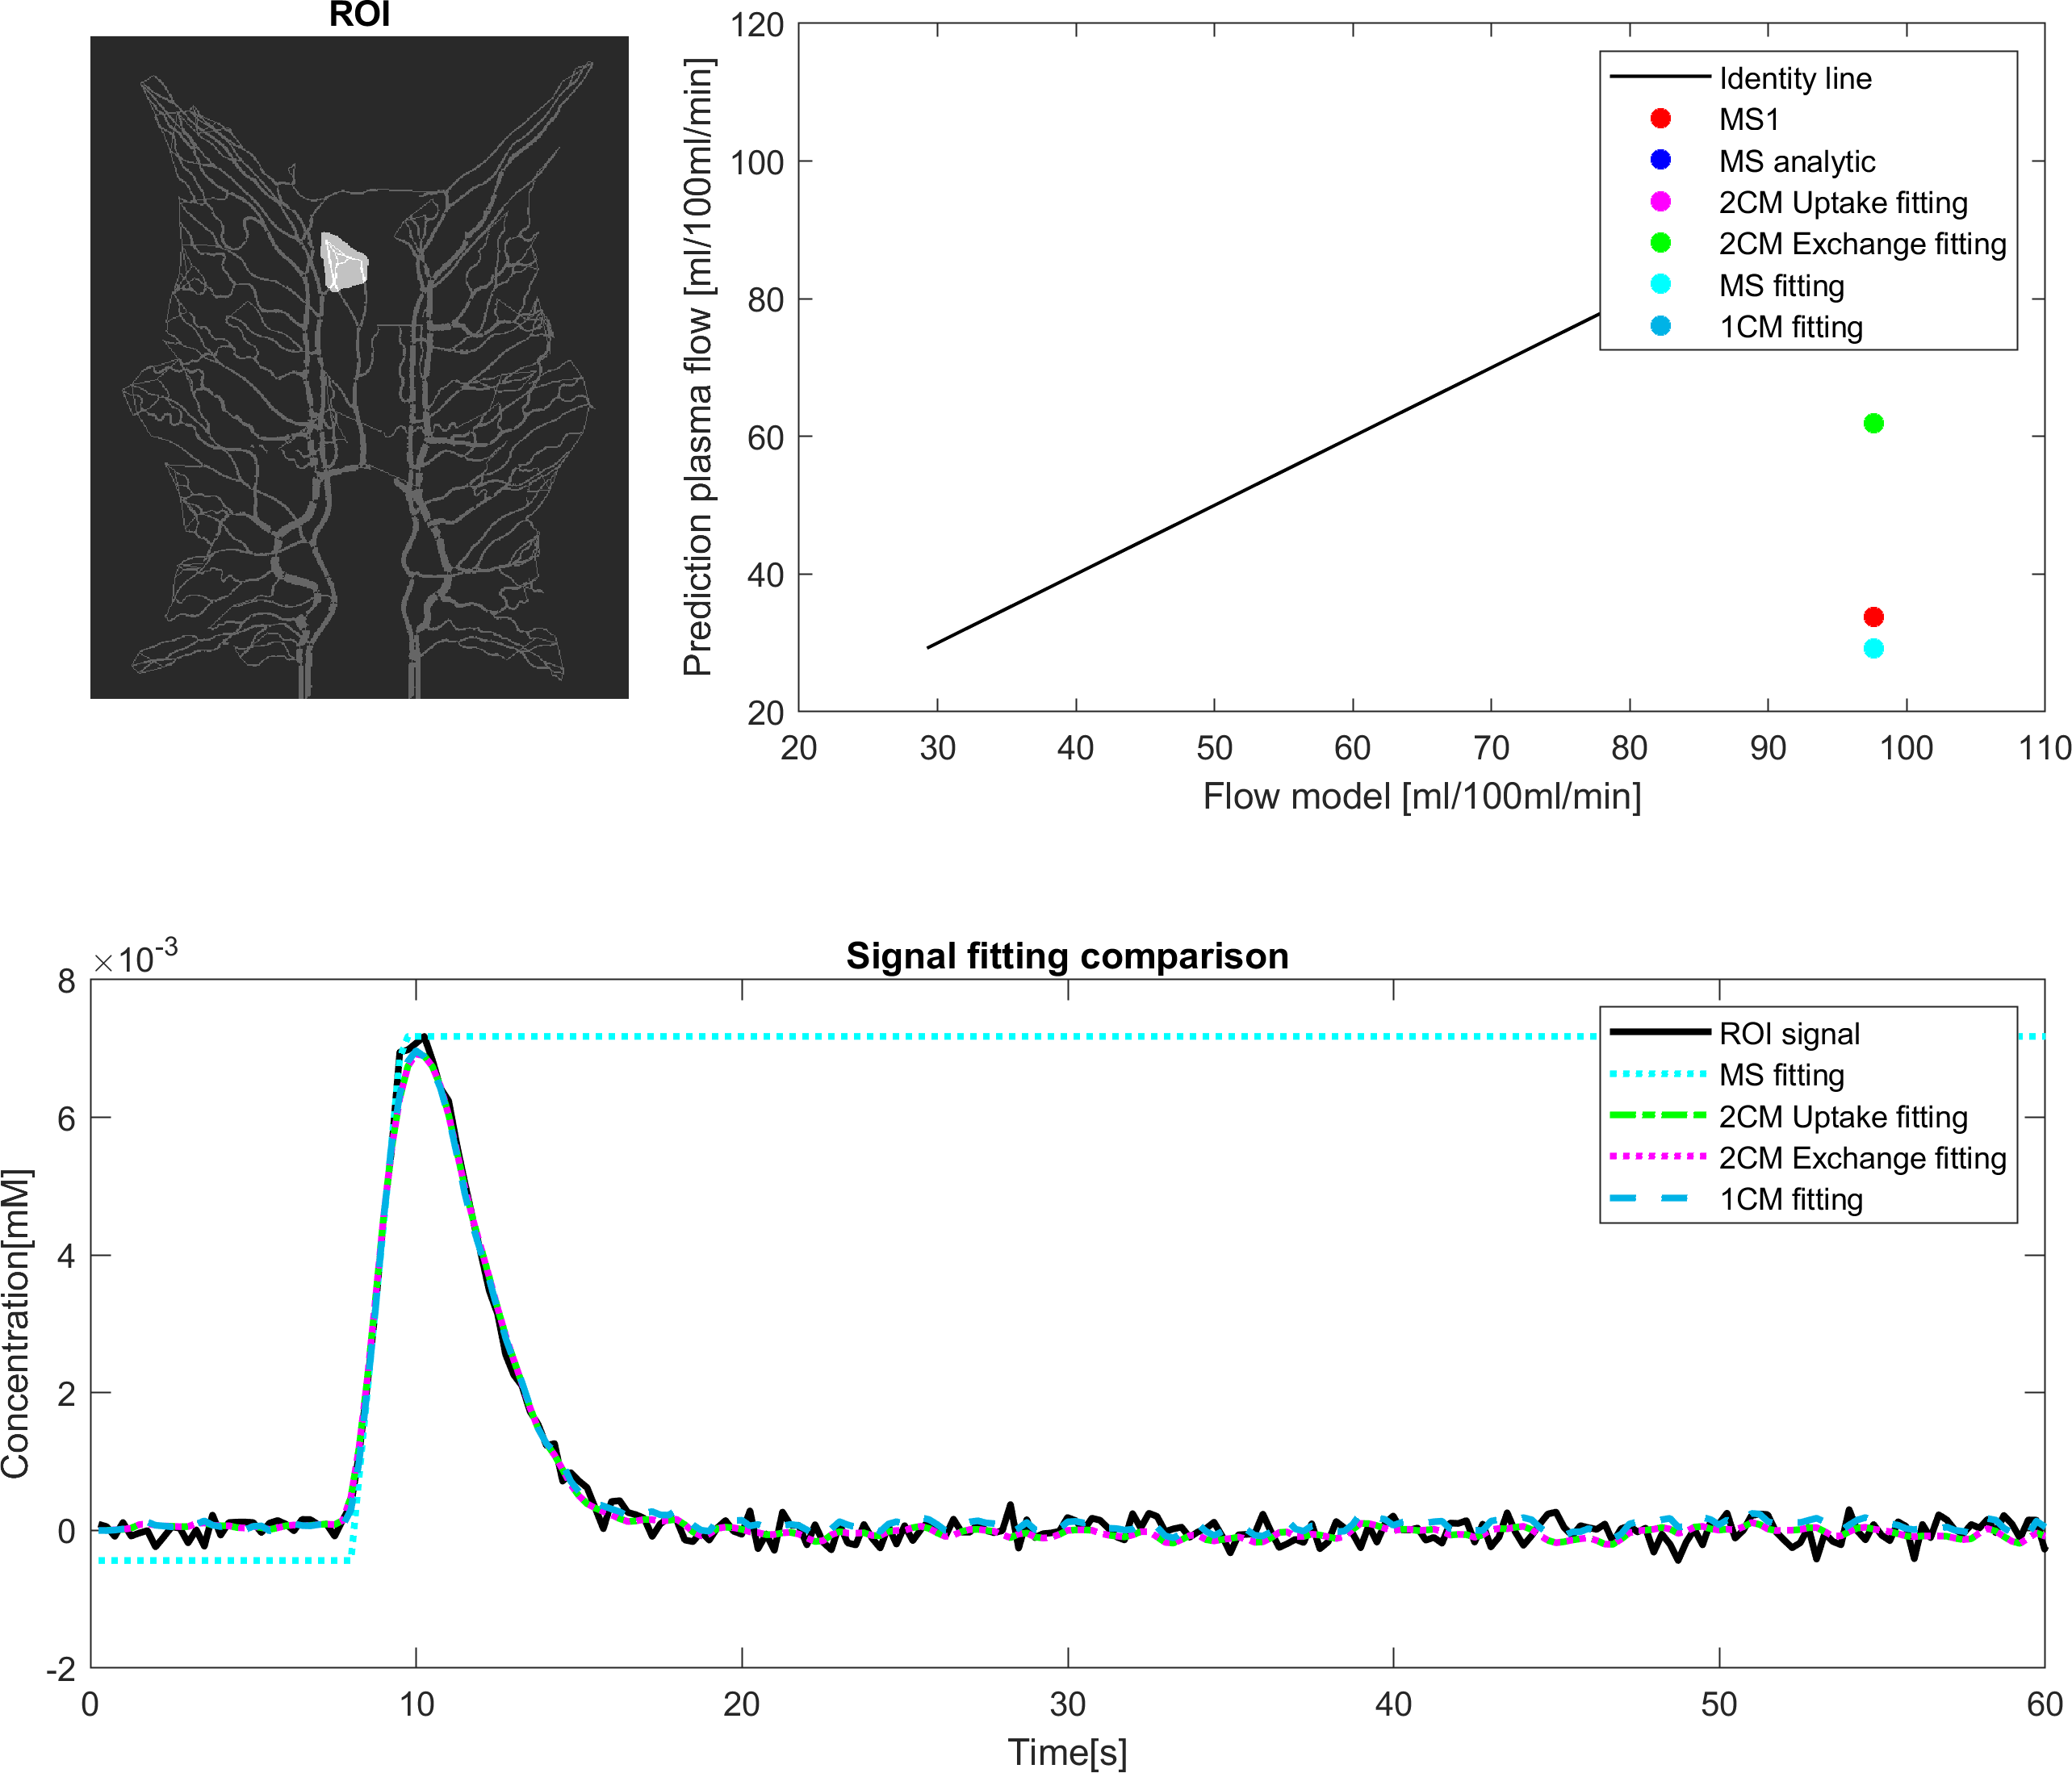 ROI
120
100
80
60
40
20
20 30 40 50 60 70 80 90 100 110
Prediction plasma flow [ml/100ml/min]
Flow model [ml/100ml/min]
Identity line
MS1
MS analytic
2CM Uptake fitting
2CM Exchange fitting
MS fitting
1CM fitting
Signal fitting comparison
×10-3
8
6
4
2
0
-2
0 10 20 30 40 50 60
Concentration[mM]
Time[s]
ROI signal
MS fitting
2CM Uptake fitting
2CM Exchange fitting
1CM fitting